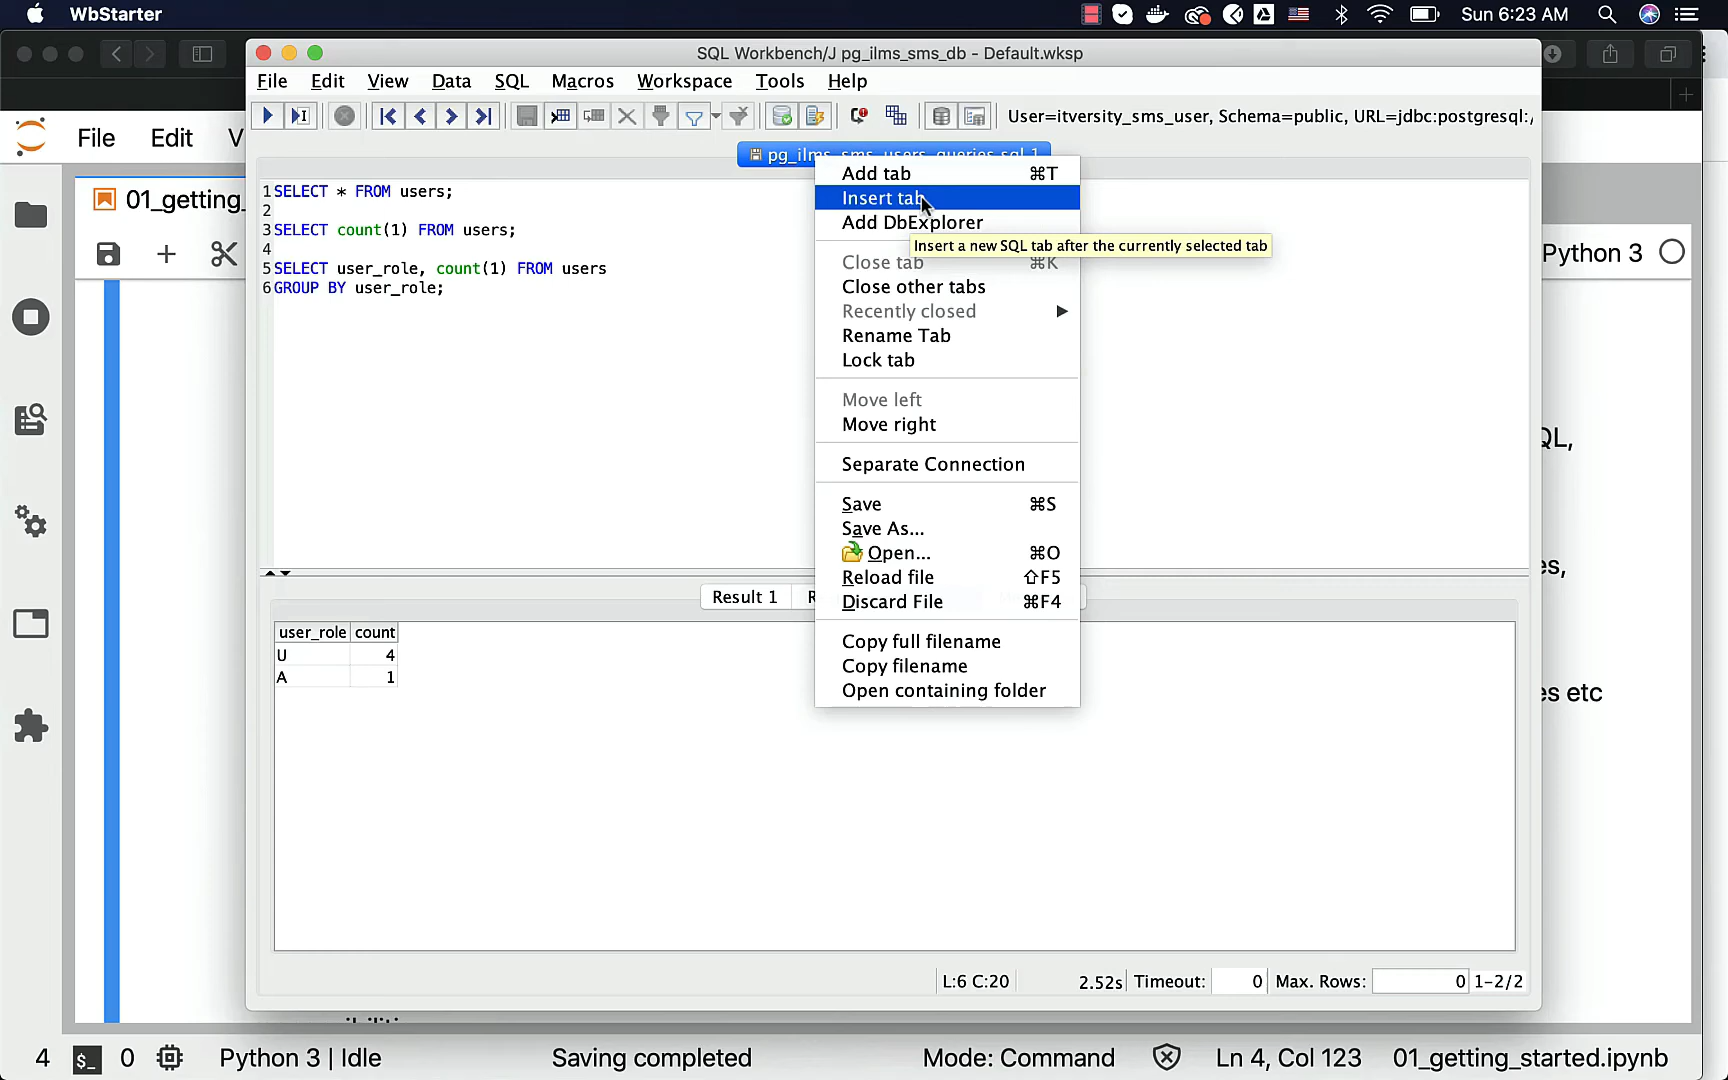 WbStarter
Sun 6:23 AM
SQL Workbench/J pg_ilms_sms_db - Default.wksp
File Edit View Data SQL Macros Workspace Tools Help
User=itversity_sms_user, Schema=public, URL=jdbc:postgresql:/
File Edit V
pg_ilms_sms_users_queries.sql 1
01_getting_
Python 3
1 SELECT * FROM users;
2
3 SELECT count(1) FROM users;
4
5 SELECT user_role, count(1) FROM users
6 GROUP BY user_role;
Add tab ⌘T
Insert tab
Add DbExplorer
Insert a new SQL tab after the currently selected tab
Close tab ⌘K
Close other tabs
Recently closed
Rename Tab
Lock tab
Move left
Move right
Separate Connection
Save ⌘S
Save As...
Open... ⌘O
Reload file ⇧F5
Discard File ⌘F4
Copy full filename
Copy filename
Open containing folder
QL,
es,
es etc
Result 1 R
user_role count
U 4
A 1
L:6 C:20 2.52s Timeout: 0 Max. Rows: 0 1-2/2
4 $_ 0 Python 3 | Idle Saving completed Mode: Command Ln 4, Col 123 01_getting_started.ipynb